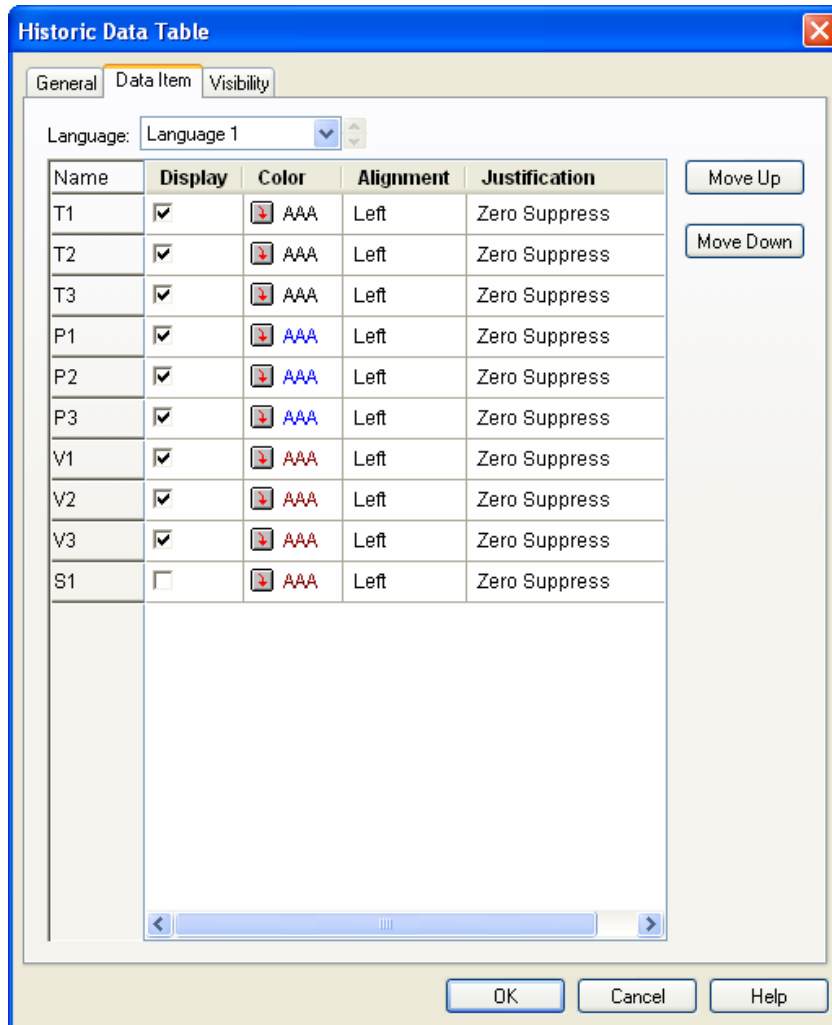 Historic Data Table
General Data Item Visibility
Language: Language 1
Name Display Color Alignment Justification
T1 AAA Left Zero Suppress
T2 AAA Left Zero Suppress
T3 AAA Left Zero Suppress
P1 AAA Left Zero Suppress
P2 AAA Left Zero Suppress
P3 AAA Left Zero Suppress
V1 AAA Left Zero Suppress
V2 AAA Left Zero Suppress
V3 AAA Left Zero Suppress
S1 AAA Left Zero Suppress
Move Up
Move Down
OK Cancel Help